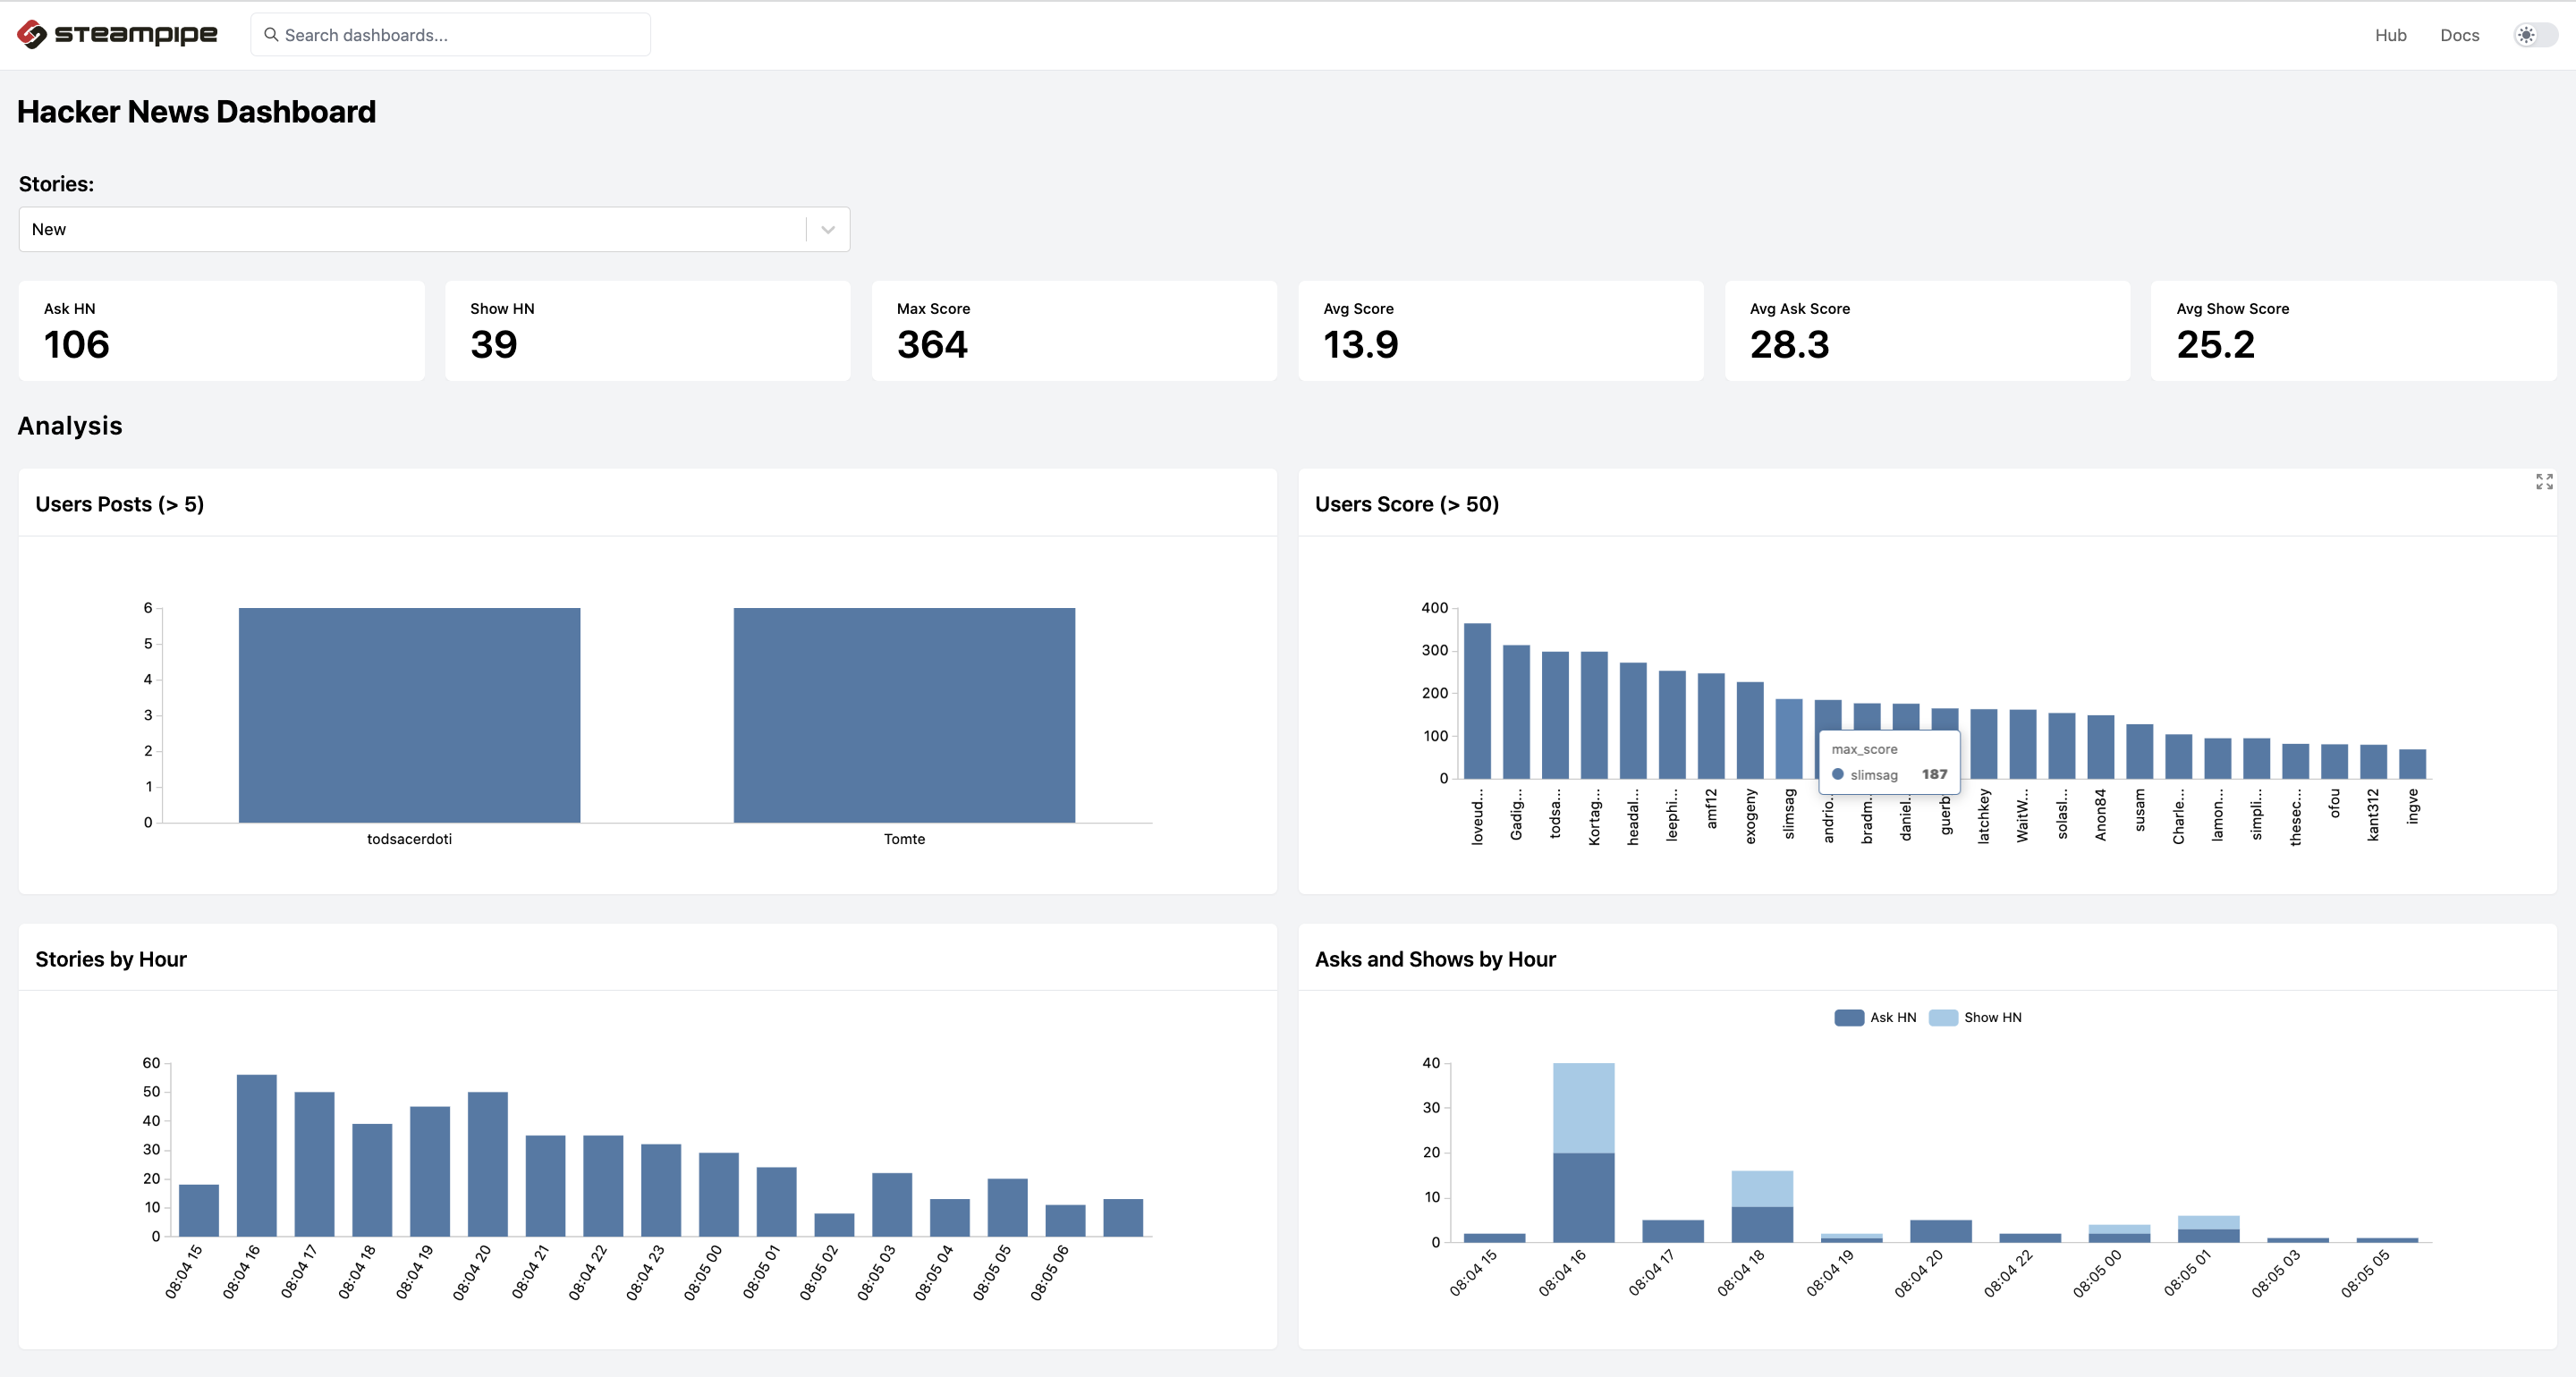 steampipe
Search dashboards...
Hub
Docs
Hacker News Dashboard
Stories:
New
Ask HN
106
Show HN
39
Max Score
364
Avg Score
13.9
Avg Ask Score
28.3
Avg Show Score
25.2
Analysis
Users Posts (> 5)
6
5
4
3
2
1
0
todsacerdoti
Tomte
Users Score (> 50)
400
300
200
100
0
max_score
slimsag 187
loveud...
Gadig...
todsa...
Kortag...
headal...
leephi...
amf12
exogeny
slimsag
andrio...
bradm...
daniel...
guerb
latchkey
WaitW...
solasl...
Anon84
susam
Charle...
lamon...
simpli...
thesec...
ofou
kant312
ingve
Stories by Hour
60
50
40
30
20
10
0
08:04 15
08:04 16
08:04 17
08:04 18
08:04 19
08:04 20
08:04 21
08:04 22
08:04 23
08:05 00
08:05 01
08:05 02
08:05 03
08:05 04
08:05 05
08:05 06
Asks and Shows by Hour
Ask HN
Show HN
40
30
20
10
0
08:04 15
08:04 16
08:04 17
08:04 18
08:04 19
08:04 20
08:04 22
08:05 00
08:05 01
08:05 03
08:05 05